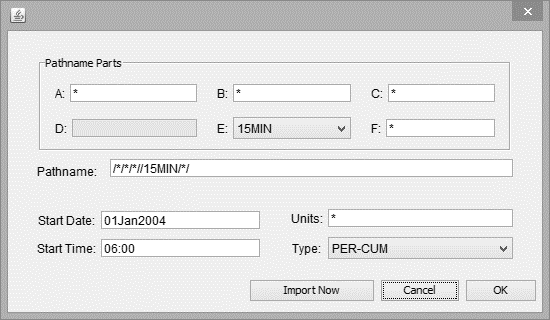 Pathname Parts
A: * B: * C: *
D: E: 15MIN F: *
Pathname: /*/*/*//15MIN/*/
Start Date: 01Jan2004 Units: *
Start Time: 06:00 Type: PER-CUM
Import Now Cancel OK